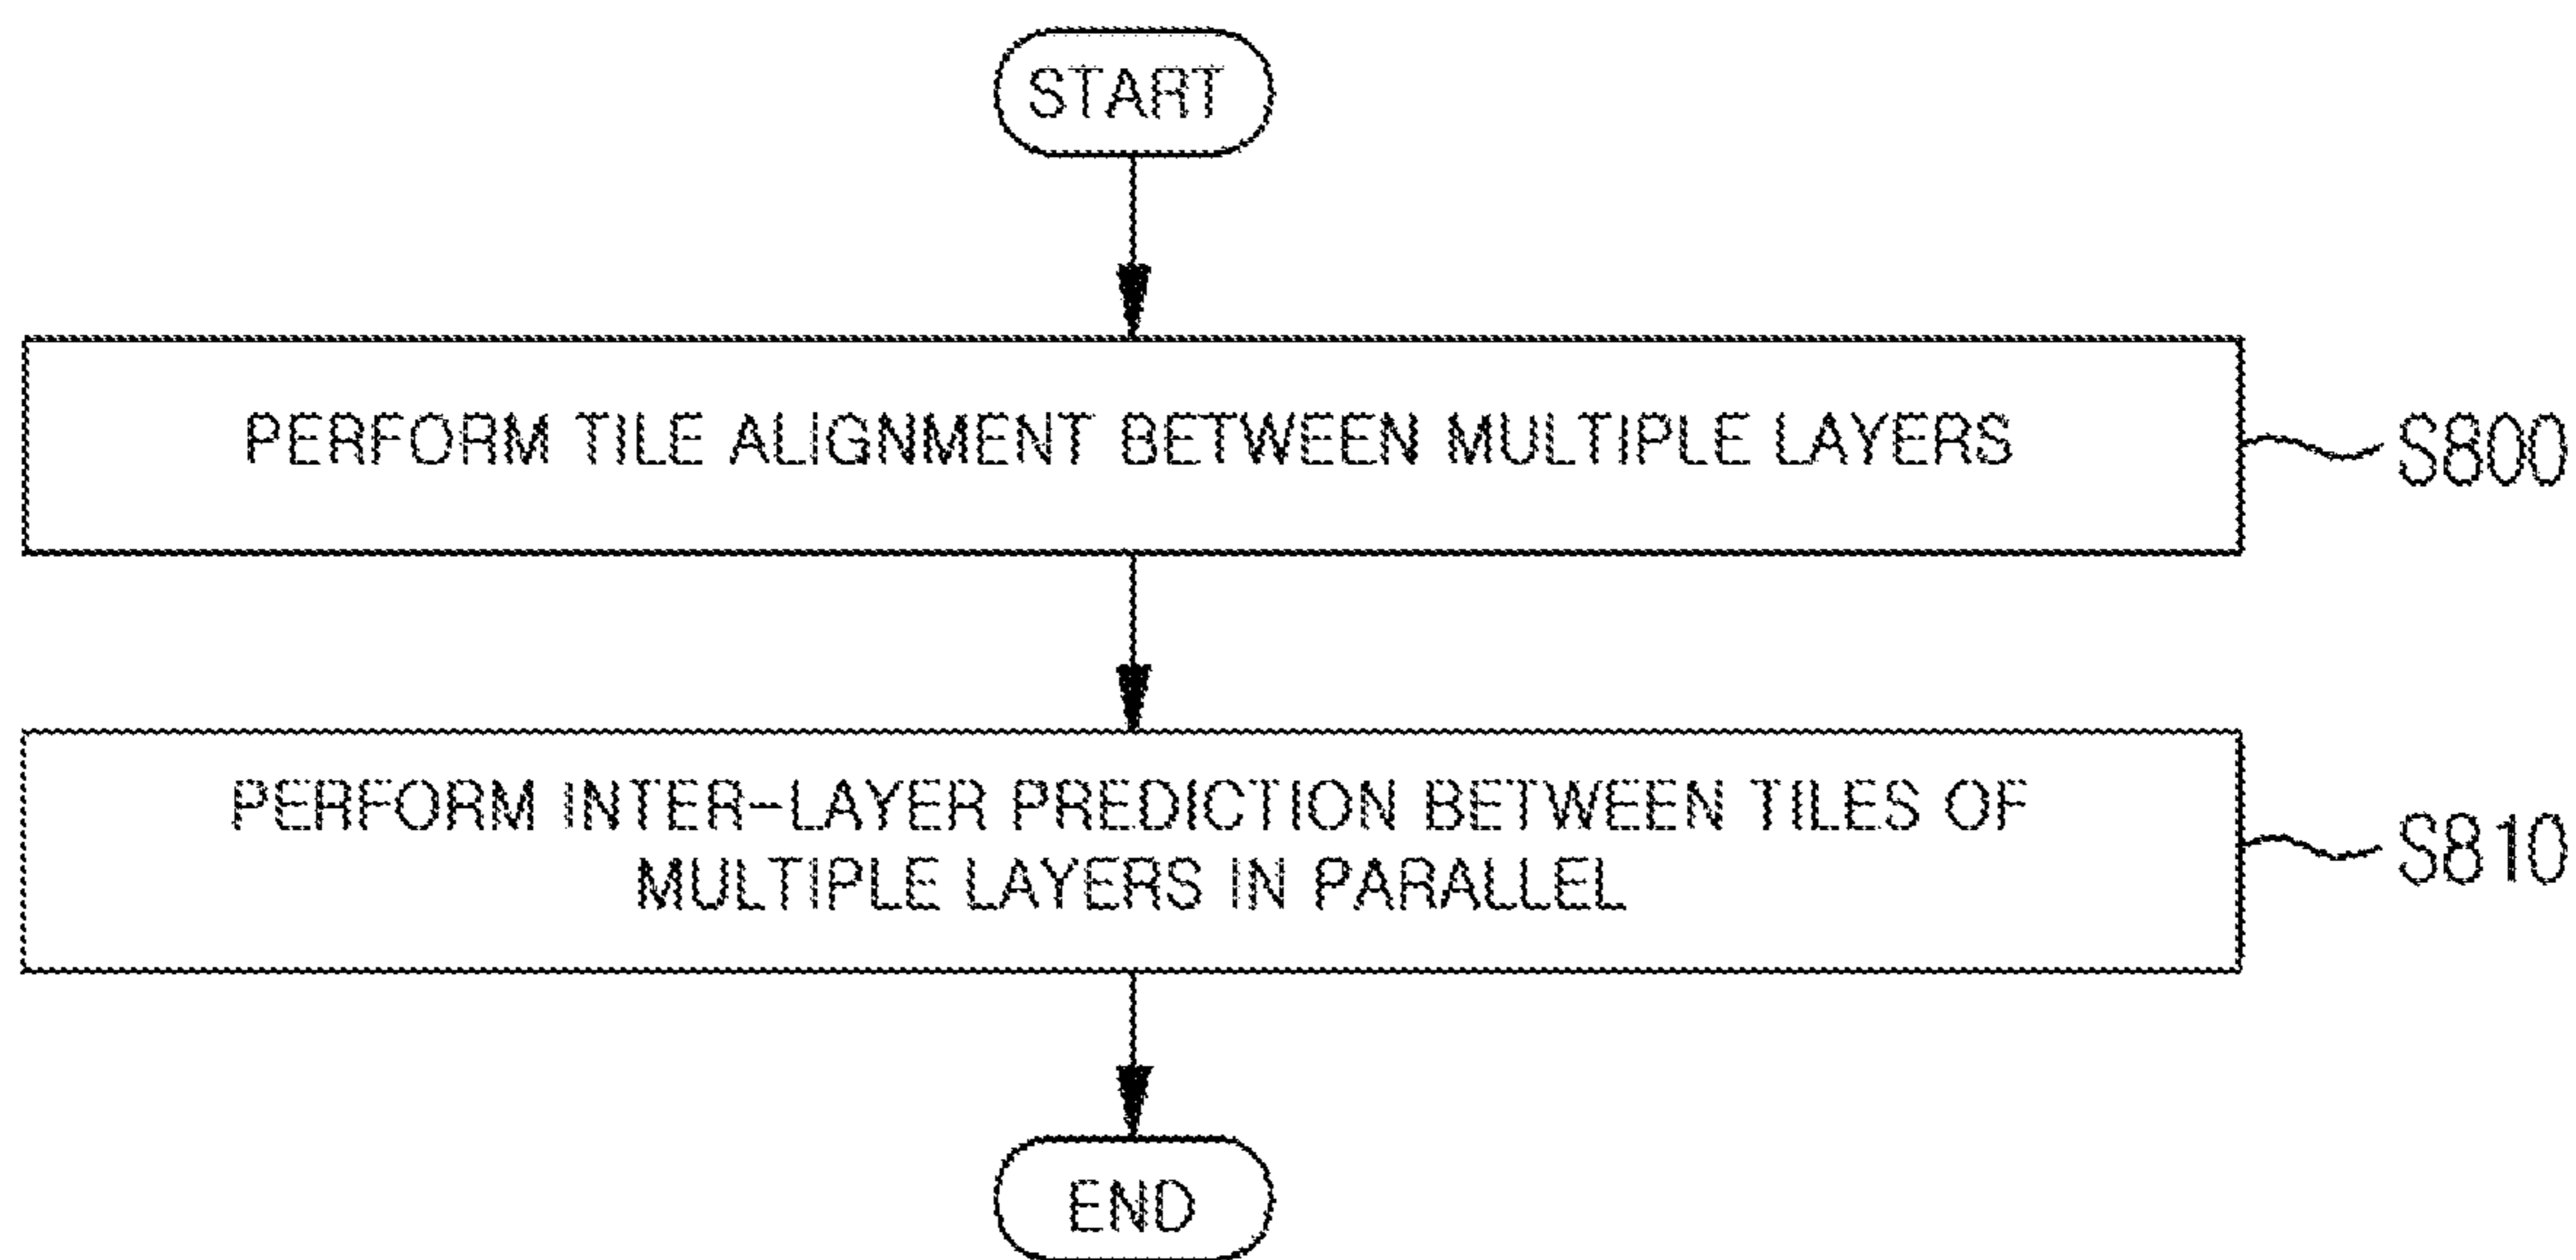 START
PERFORM TILE ALIGNMENT BETWEEN MULTIPLE LAYERS
S800
PERFORM INTER-LAYER PREDICTION BETWEEN TILES OF
MULTIPLE LAYERS IN PARALLEL
S810
END